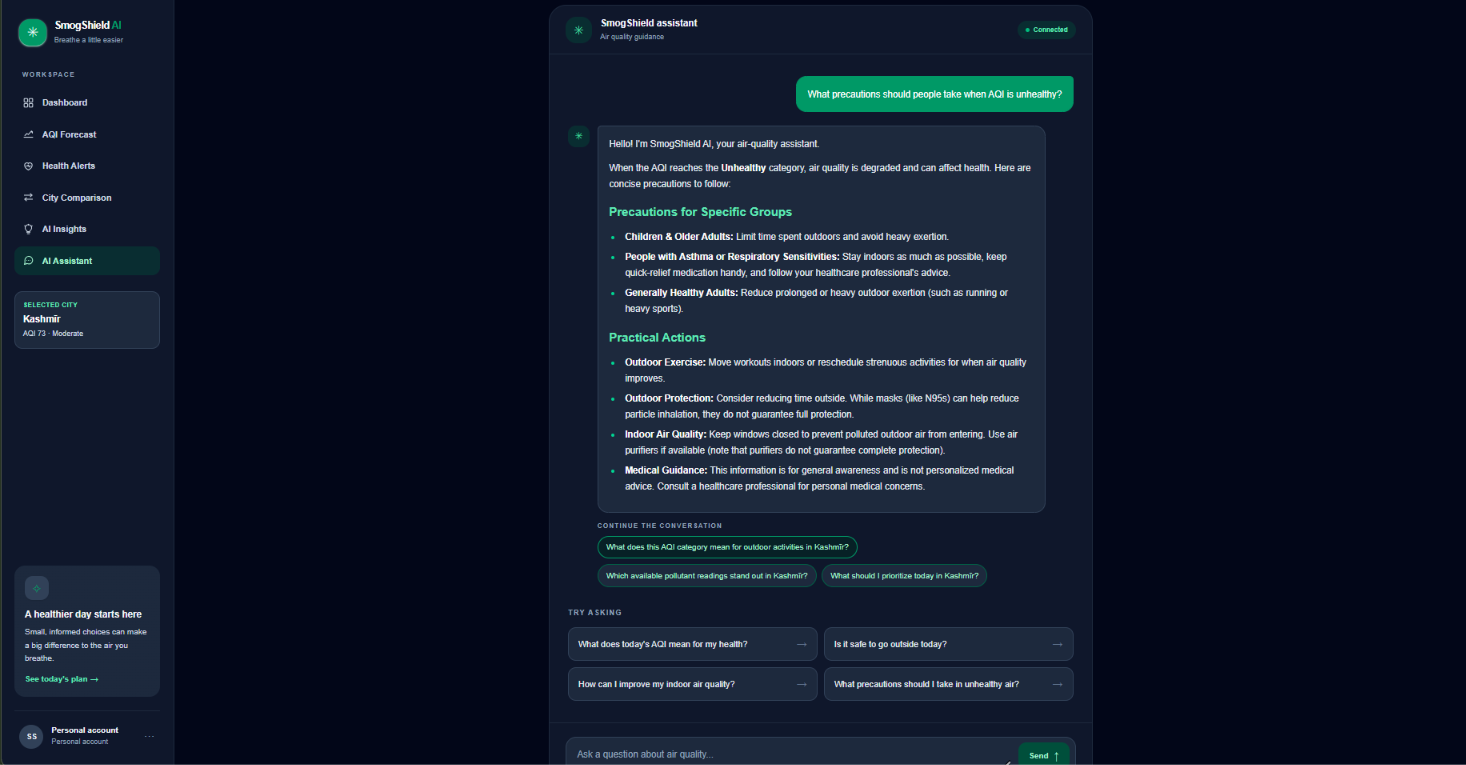 SmogShield AI
Breathe a little easier
WORKSPACE
Dashboard
AQI Forecast
Health Alerts
City Comparison
AI Insights
AI Assistant
SELECTED CITY
Kashmīr
AQI 73 · Moderate
A healthier day starts here
Small, informed choices can make
a big difference to the air you
breathe.
See today's plan →
SS
Personal account
Personal account
...
SmogShield assistant
Air quality guidance
Connected
What precautions should people take when AQI is unhealthy?
Hello! I'm SmogShield AI, your air-quality assistant.
When the AQI reaches the Unhealthy category, air quality is degraded and can affect health. Here are
concise precautions to follow:
Precautions for Specific Groups
• Children & Older Adults: Limit time spent outdoors and avoid heavy exertion.
• People with Asthma or Respiratory Sensitivities: Stay indoors as much as possible, keep
quick-relief medication handy, and follow your healthcare professional's advice.
• Generally Healthy Adults: Reduce prolonged or heavy outdoor exertion (such as running or
heavy sports).
Practical Actions
• Outdoor Exercise: Move workouts indoors or reschedule strenuous activities for when air quality
improves.
• Outdoor Protection: Consider reducing time outside. While masks (like N95s) can help reduce
particle inhalation, they do not guarantee full protection.
• Indoor Air Quality: Keep windows closed to prevent polluted outdoor air from entering. Use air
purifiers if available (note that purifiers do not guarantee complete protection).
• Medical Guidance: This information is for general awareness and is not personalized medical
advice. Consult a healthcare professional for personal medical concerns.
CONTINUE THE CONVERSATION
What does this AQI category mean for outdoor activities in Kashmīr?
Which available pollutant readings stand out in Kashmīr?
What should I prioritize today in Kashmīr?
TRY ASKING
What does today's AQI mean for my health? →
Is it safe to go outside today? →
How can I improve my indoor air quality? →
What precautions should I take in unhealthy air? →
Ask a question about air quality...
Send ↑